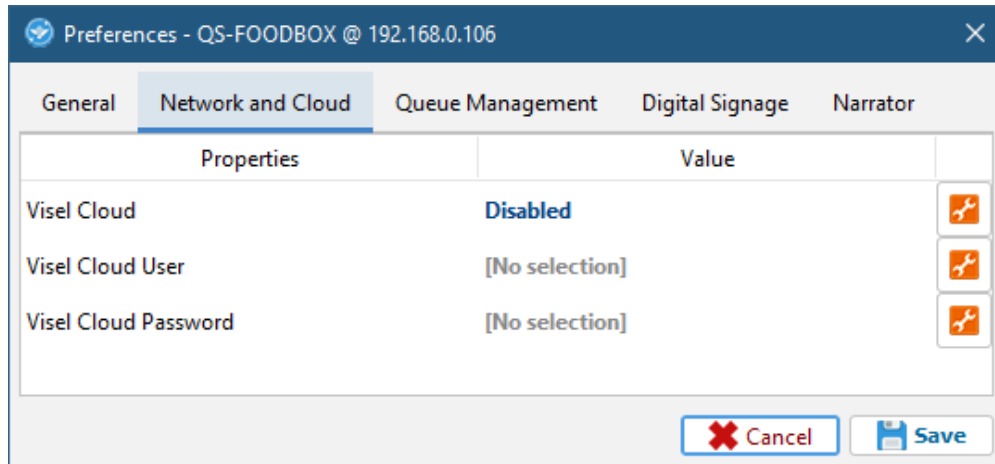 Preferences - QS-FOODBOX @ 192.168.0.106
General Network and Cloud Queue Management Digital Signage Narrator
Properties Value
Visel Cloud Disabled
Visel Cloud User [No selection]
Visel Cloud Password [No selection]
Cancel Save